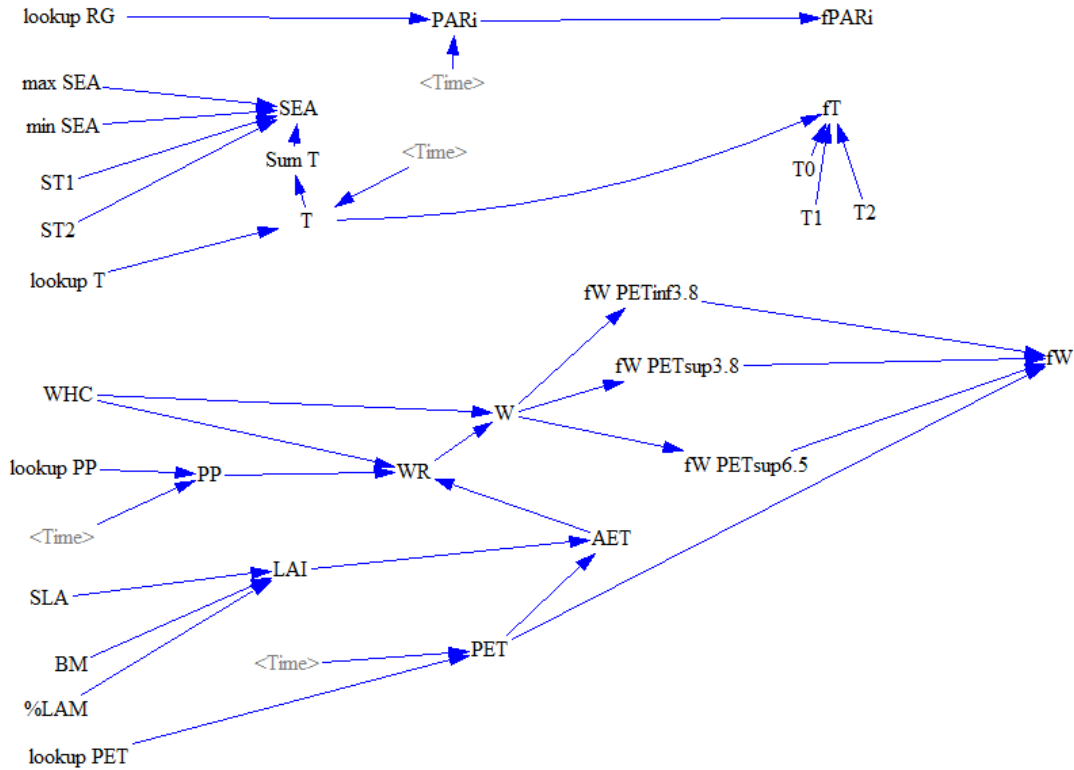 lookup RG
PARi
fPARi
<Time>
max SEA
SEA
fT
min SEA
<Time>
Sum T
T0
ST1
T
T1
T2
ST2
lookup T
fW PETinf3.8
fW
fW PETsup3.8
WHC
W
fW PETsup6.5
lookup PP
PP
WR
<Time>
AET
LAI
SLA
PET
<Time>
BM
%LAM
lookup PET